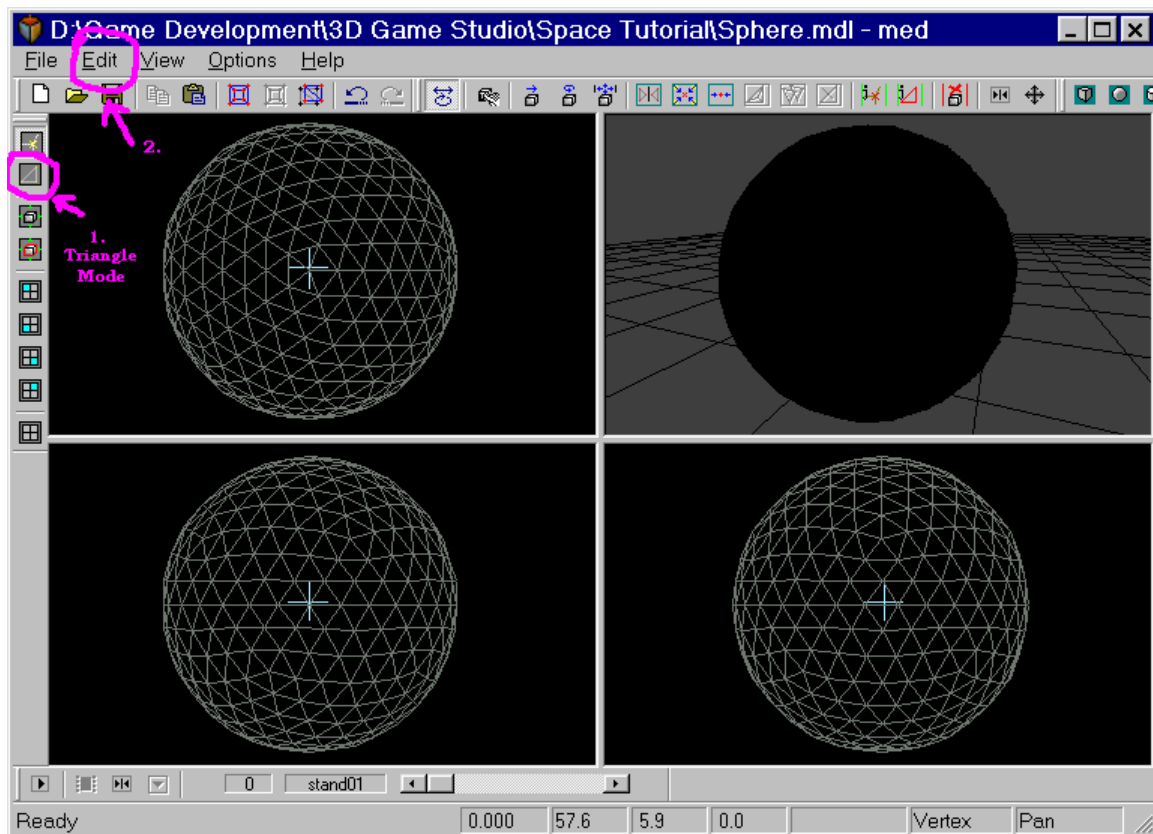 D:\Game Development\3D Game Studio\Space Tutorial\Sphere.mdl - med
File Edit View Options Help
2.
1.
Triangle
Mode
0 stand01
Ready 0.000 57.6 5.9 0.0 Vertex Pan